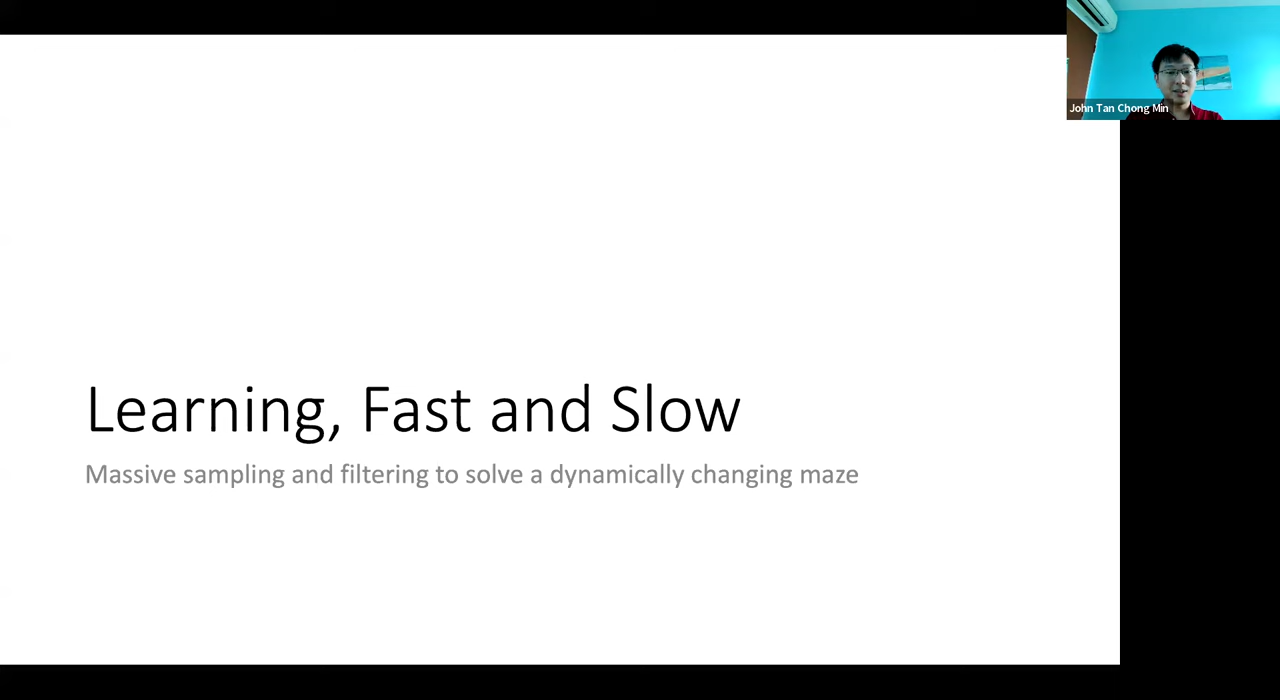 John Tan Chong Min
Learning, Fast and Slow
Massive sampling and filtering to solve a dynamically changing maze